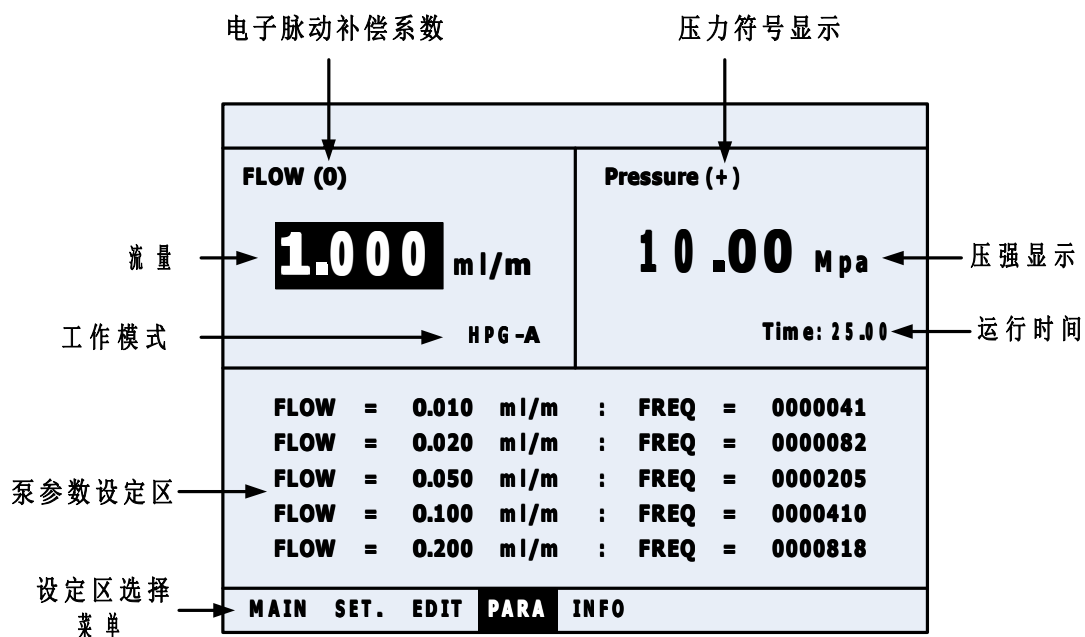 电子脉动补偿系数
压力符号显示
FLOW (0)
Pressure (+)
流量
1.000 ml/m
10.00 Mpa
压强显示
工作模式
HPG-A
Time: 25.00
运行时间
FLOW = 0.010 ml/m : FREQ = 0000041
FLOW = 0.020 ml/m : FREQ = 0000082
泵参数设定区
FLOW = 0.050 ml/m : FREQ = 0000205
FLOW = 0.100 ml/m : FREQ = 0000410
FLOW = 0.200 ml/m : FREQ = 0000818
设定区选择
菜单
MAIN SET. EDIT PARA INFO